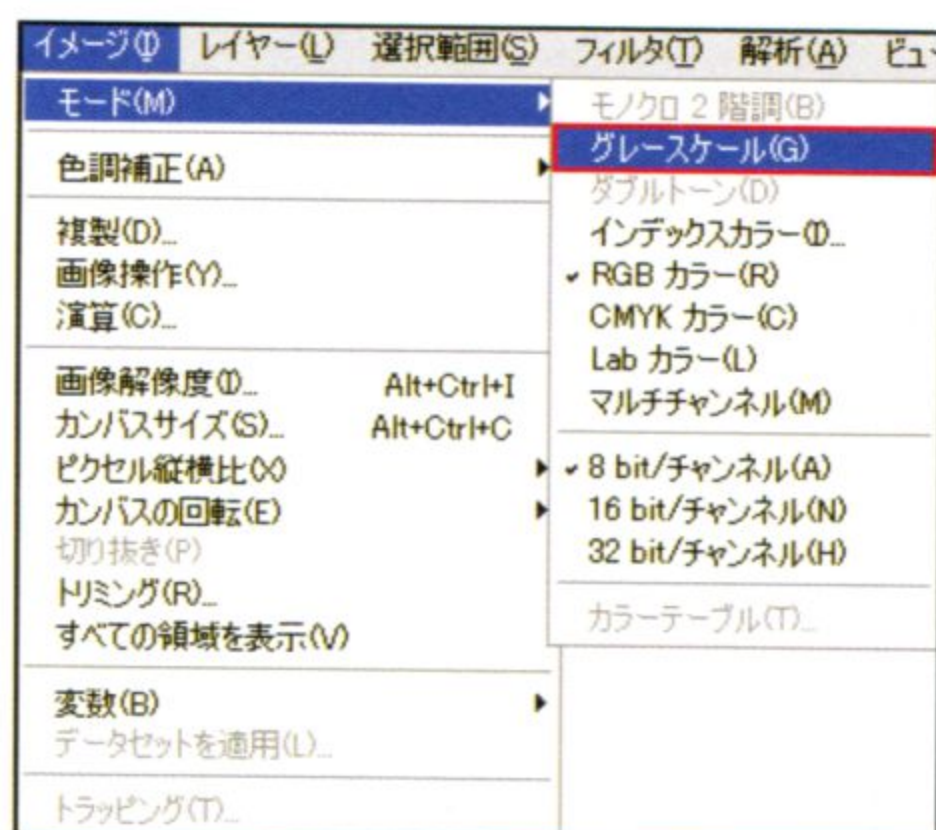 イメージ(I) レイヤー(L) 選択範囲(S) フィルタ(T) 解析(A) ビュー
モード(M)
色調補正(A)
複製(D)...
画像操作(Y)...
演算(C)...
画像解像度(I)... Alt+Ctrl+I
カンバスサイズ(S)... Alt+Ctrl+C
ピクセル縦横比(X)
カンバスの回転(E)
切り抜き(P)
トリミング(R)...
すべての領域を表示(V)
変数(B)
データセットを適用(L)...
トラッピング(T)...
モノクロ 2 階調(B)
グレースケール(G)
ダブルトーン(D)
インデックスカラー(I)...
RGB カラー(R)
CMYK カラー(C)
Lab カラー(L)
マルチチャンネル(M)
8 bit/チャンネル(A)
16 bit/チャンネル(N)
32 bit/チャンネル(H)
カラーテーブル(T)...